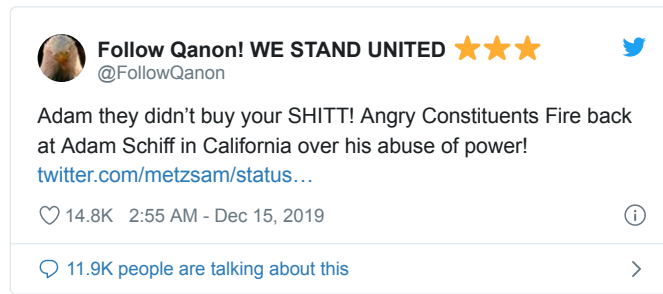 Follow Qanon! WE STAND UNITED ⭐⭐⭐
@FollowQanon
Adam they didn’t buy your SHITT! Angry Constituents Fire back
at Adam Schiff in California over his abuse of power!
twitter.com/metzsam/status…
14.8K 2:55 AM - Dec 15, 2019
11.9K people are talking about this